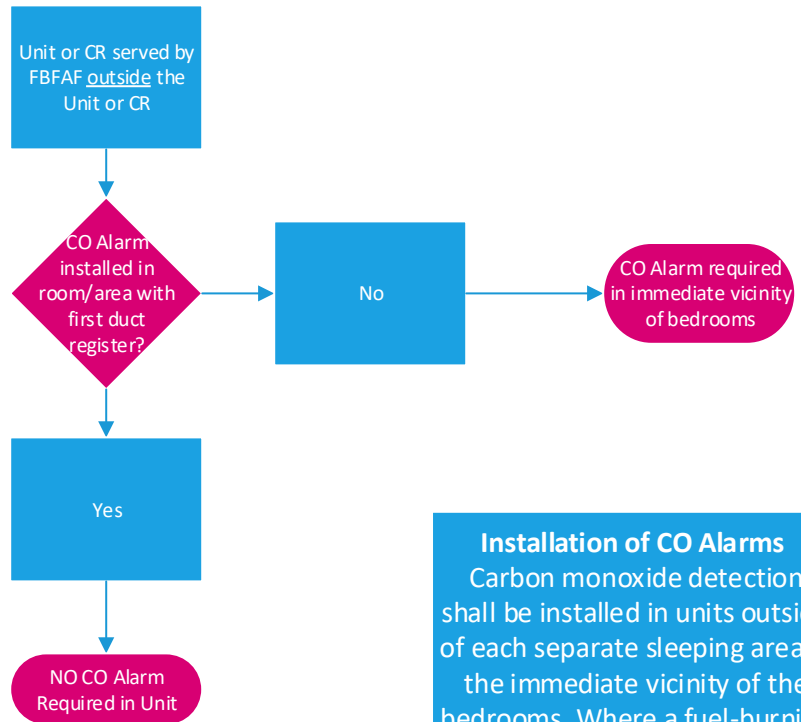 Unit or CR served by
FBFAF outside the
Unit or CR
CO Alarm
installed in
room/area with
first duct
register?
No
CO Alarm required
in immediate vicinity
of bedrooms
Yes
NO CO Alarm
Required in Unit
Installation of CO Alarms
Carbon monoxide detection
shall be installed in units
of each separate sleeping
the immediate vicinity of the
bedrooms. Where a